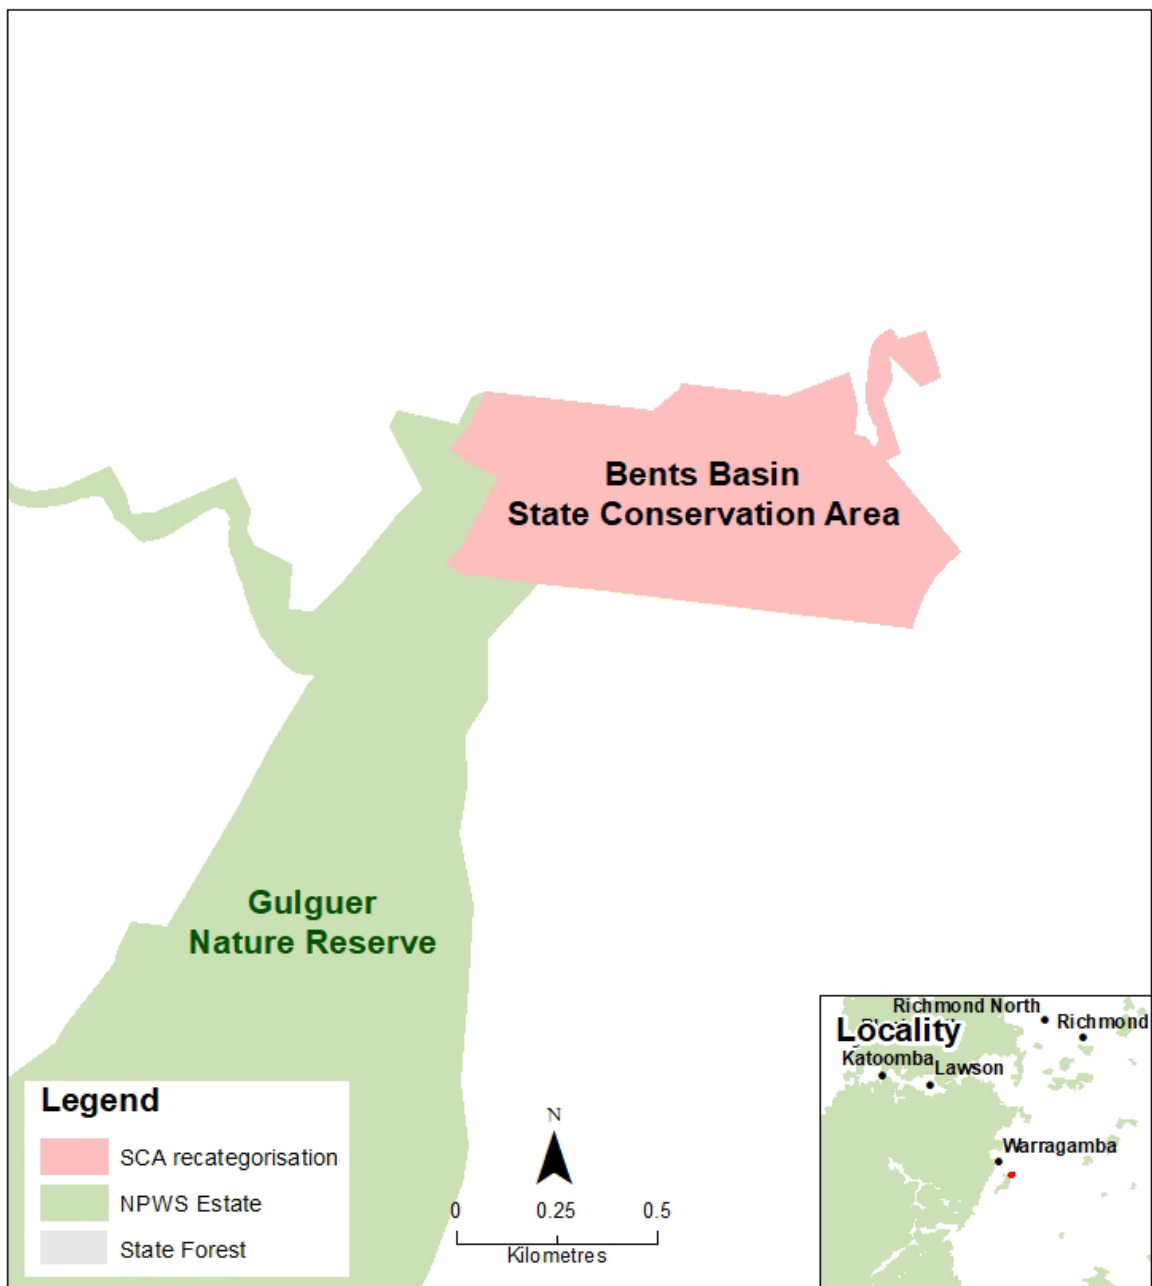 Bents Basin
State Conservation Area
Gulguer
Nature Reserve
Legend
SCA recategorisation
NPWS Estate
State Forest
N
0 0.25 0.5
Kilometres
Richmond North
Locality
Richmond
Katoomba
Lawson
Warragamba